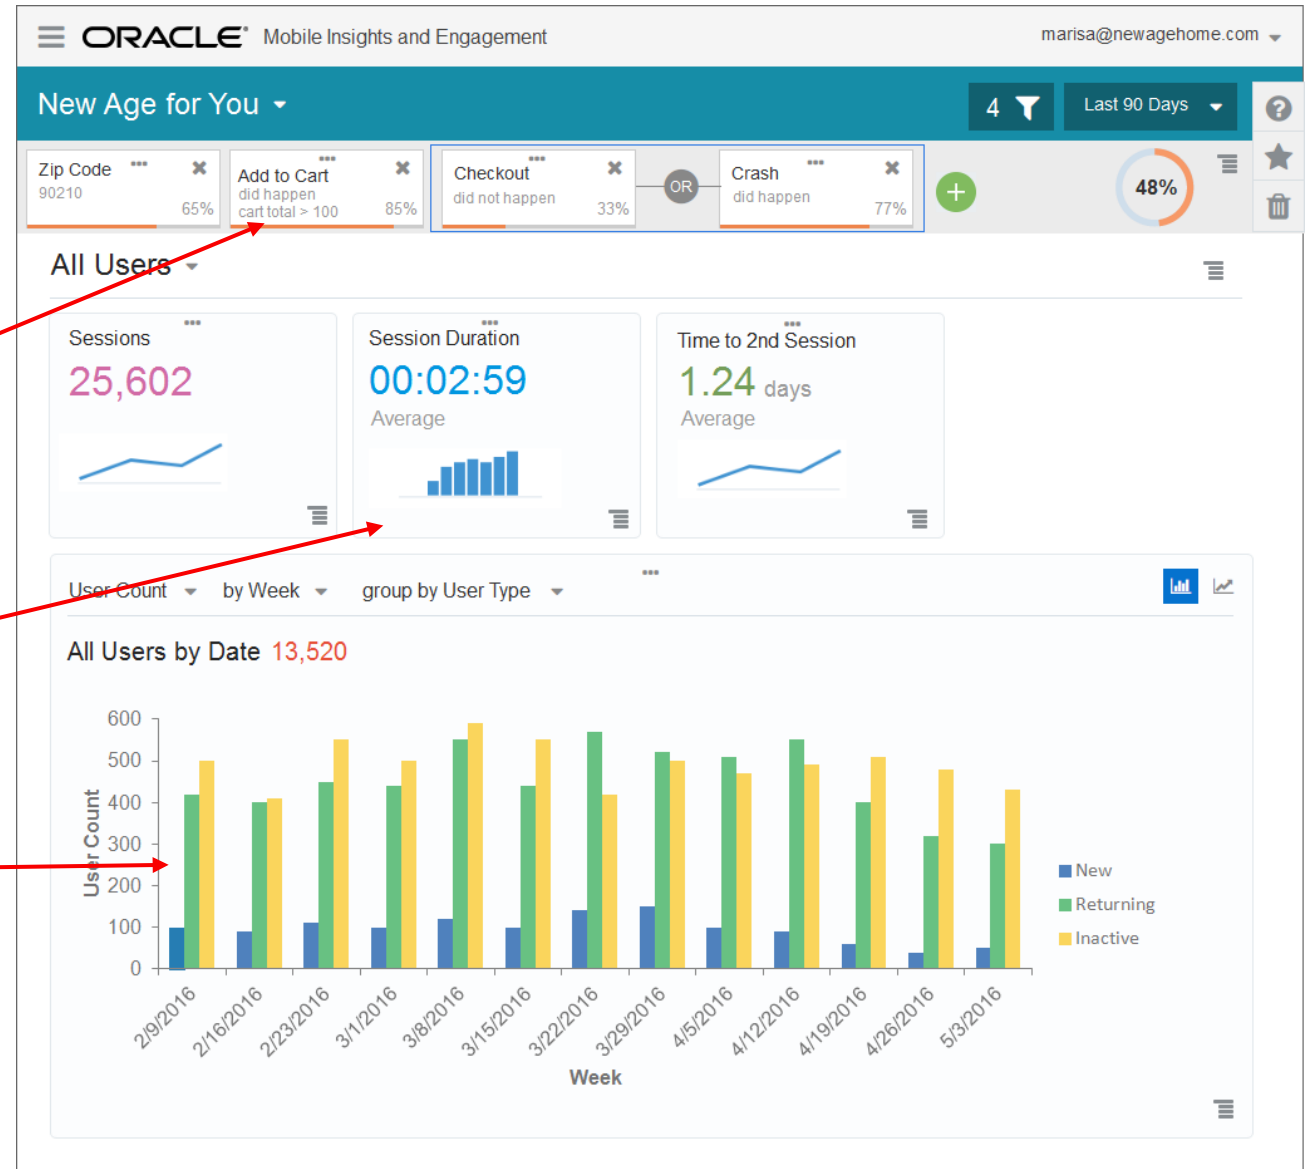 ORACLE® Mobile Insights and Engagement
marisa@newagehome.com
New Age for You
4
Last 90 Days
Zip Code
90210
65%
Add to Cart
did happen
cart total > 100
85%
Checkout
did not happen
33%
OR
Crash
did happen
77%
48%
All Users
Sessions
25,602
Session Duration
00:02:59
Average
Time to 2nd Session
1.24 days
Average
User Count
by Week
group by User Type
All Users by Date 13,520
User Count
600
500
400
300
200
100
0
2/9/2016
2/16/2016
2/23/2016
3/1/2016
3/8/2016
3/15/2016
3/22/2016
3/29/2016
4/5/2016
4/12/2016
4/19/2016
4/26/2016
5/3/2016
Week
New
Returning
Inactive